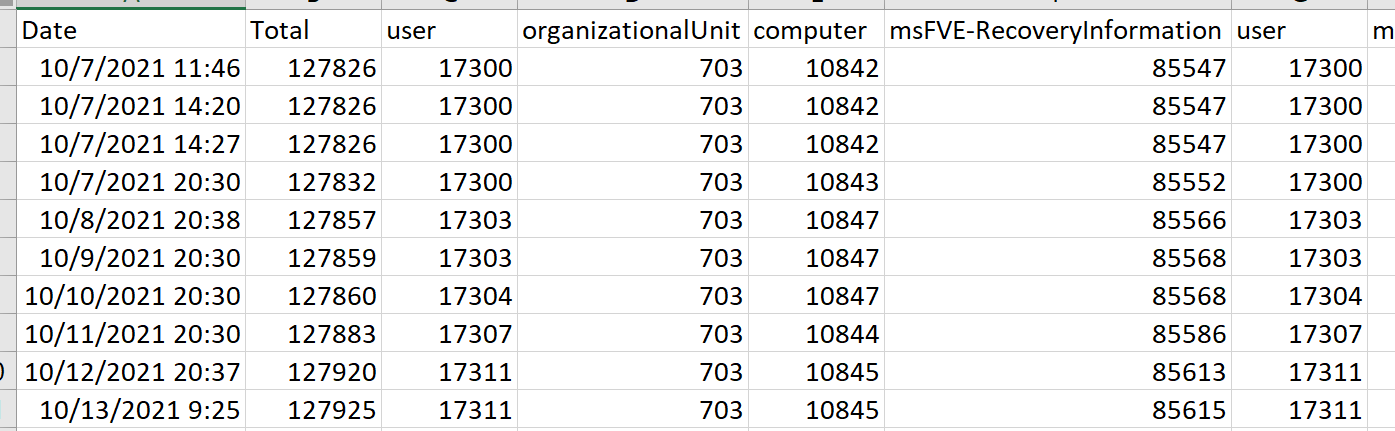 Date Total user organizationalUnit computer msFVE-RecoveryInformation user m
10/7/2021 11:46 127826 17300 703 10842 85547 17300
10/7/2021 14:20 127826 17300 703 10842 85547 17300
10/7/2021 14:27 127826 17300 703 10842 85547 17300
10/7/2021 20:30 127832 17300 703 10843 85552 17300
10/8/2021 20:38 127857 17303 703 10847 85566 17303
10/9/2021 20:30 127859 17303 703 10847 85568 17303
10/10/2021 20:30 127860 17304 703 10847 85568 17304
10/11/2021 20:30 127883 17307 703 10844 85586 17307
10/12/2021 20:37 127920 17311 703 10845 85613 17311
10/13/2021 9:25 127925 17311 703 10845 85615 17311